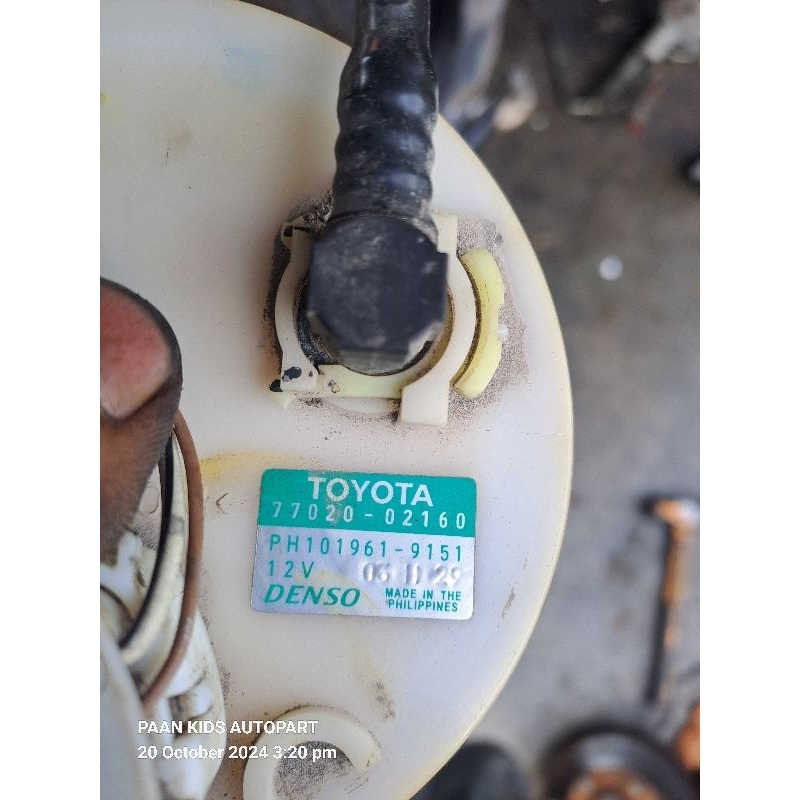 TOYOTA
77020-02160
PH101961-9151
12V 03 11 29
DENSO MADE IN THE
PHILIPPINES
PAAN KIDS AUTOPART
20 October 2024 3:20 pm